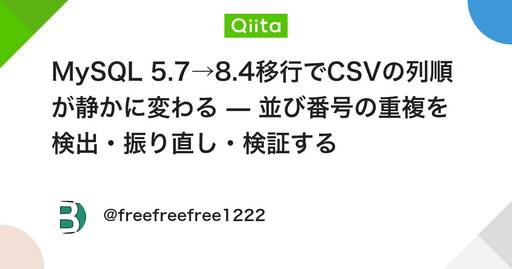 Qiita
MySQL 5.7→8.4移行でCSVの列順
が静かに変わる — 並び番号の重複を
検出・振り直し・検証する
B
@freefreefree1222